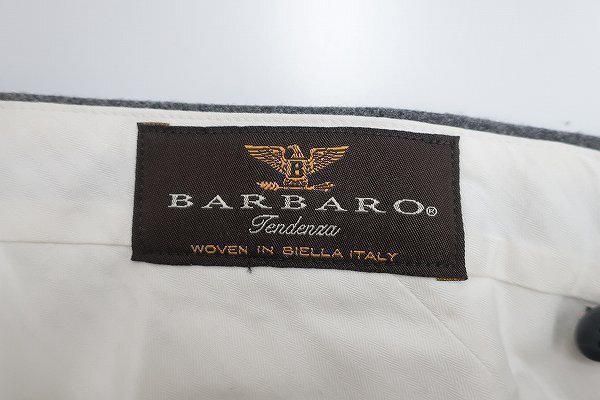 B
BARBARO®
Tendenza
WOVEN IN BIELLA ITALY